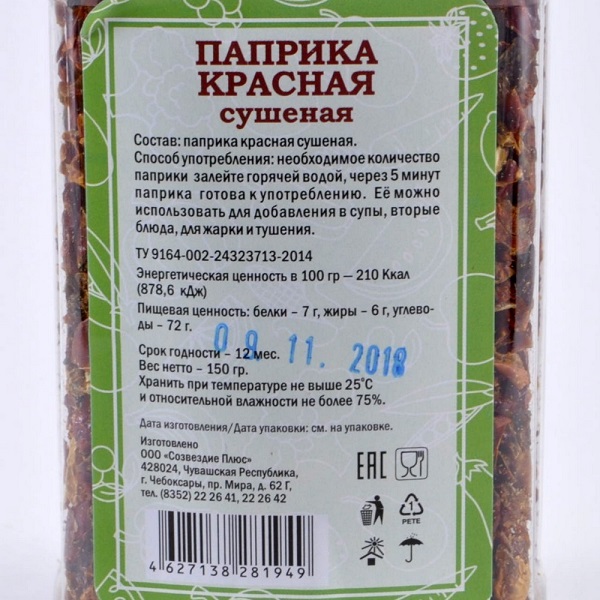 ПАПРИКА
КРАСНАЯ
сушеная
Состав: паприка красная сушеная.
Способ употребления: необходимое количество
паприки залейте горячей водой, через 5 минут
паприка готова к употреблению. Её можно
использовать для добавления в супы, вторые
блюда, для жарки и тушения.
ТУ 9164-002-24323713-2014
Энергетическая ценность в 100 гр — 210 Ккал
(878,6 кДж)
Пищевая ценность: белки – 7 г, жиры – 6 г, углево-
ды – 72 г.
09 11. 2018
Срок годности – 12 мес.
Вес нетто – 150 гр.
Хранить при температуре не выше 25°С
и относительной влажности не более 75%.
Дата изготовления/Дата упаковки: см. на упаковке.
Изготовлено
ООО «Созвездие Плюс»
428024, Чувашская Республика,
г. Чебоксары, пр. Мира, д. 62 Г,
тел. (8352) 22 26 41, 22 26 42
EAC
1
PETE
4 627138 281949